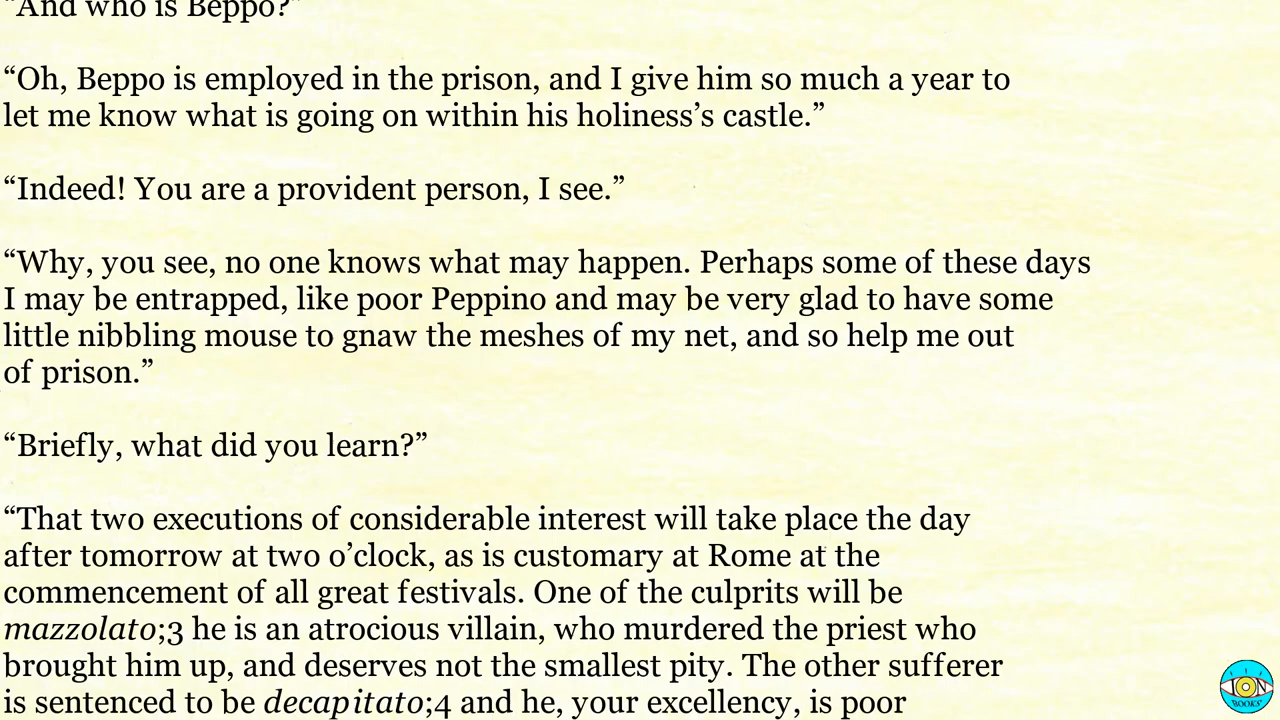 “And who is Beppo?”
“Oh, Beppo is employed in the prison, and I give him so much a year to
let me know what is going on within his holiness’s castle.”
“Indeed! You are a provident person, I see.”
“Why, you see, no one knows what may happen. Perhaps some of these days
I may be entrapped, like poor Peppino and may be very glad to have some
little nibbling mouse to gnaw the meshes of my net, and so help me out
of prison.”
“Briefly, what did you learn?”
“That two executions of considerable interest will take place the day
after tomorrow at two o’clock, as is customary at Rome at the
commencement of all great festivals. One of the culprits will be
mazzolato;3 he is an atrocious villain, who murdered the priest who
brought him up, and deserves not the smallest pity. The other sufferer
is sentenced to be decapitato;4 and he, your excellency, is poor
ION
BOOKS